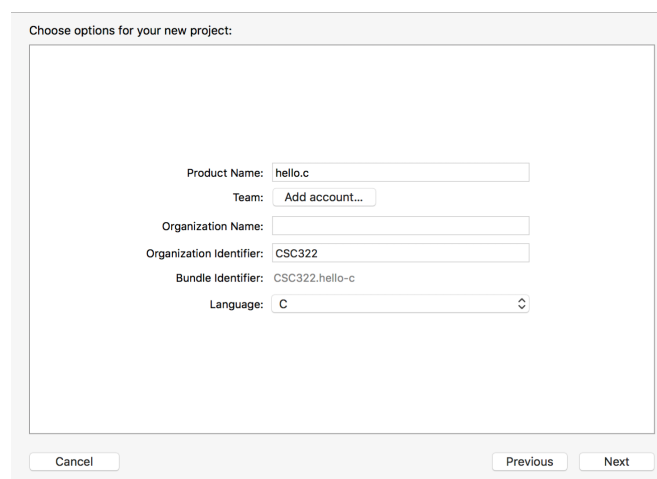 Choose options for your new project:
Product Name: hello.c
Team: Add account...
Organization Name:
Organization Identifier: CSC322
Bundle Identifier: CSC322.hello-c
Language: C
Cancel Previous Next